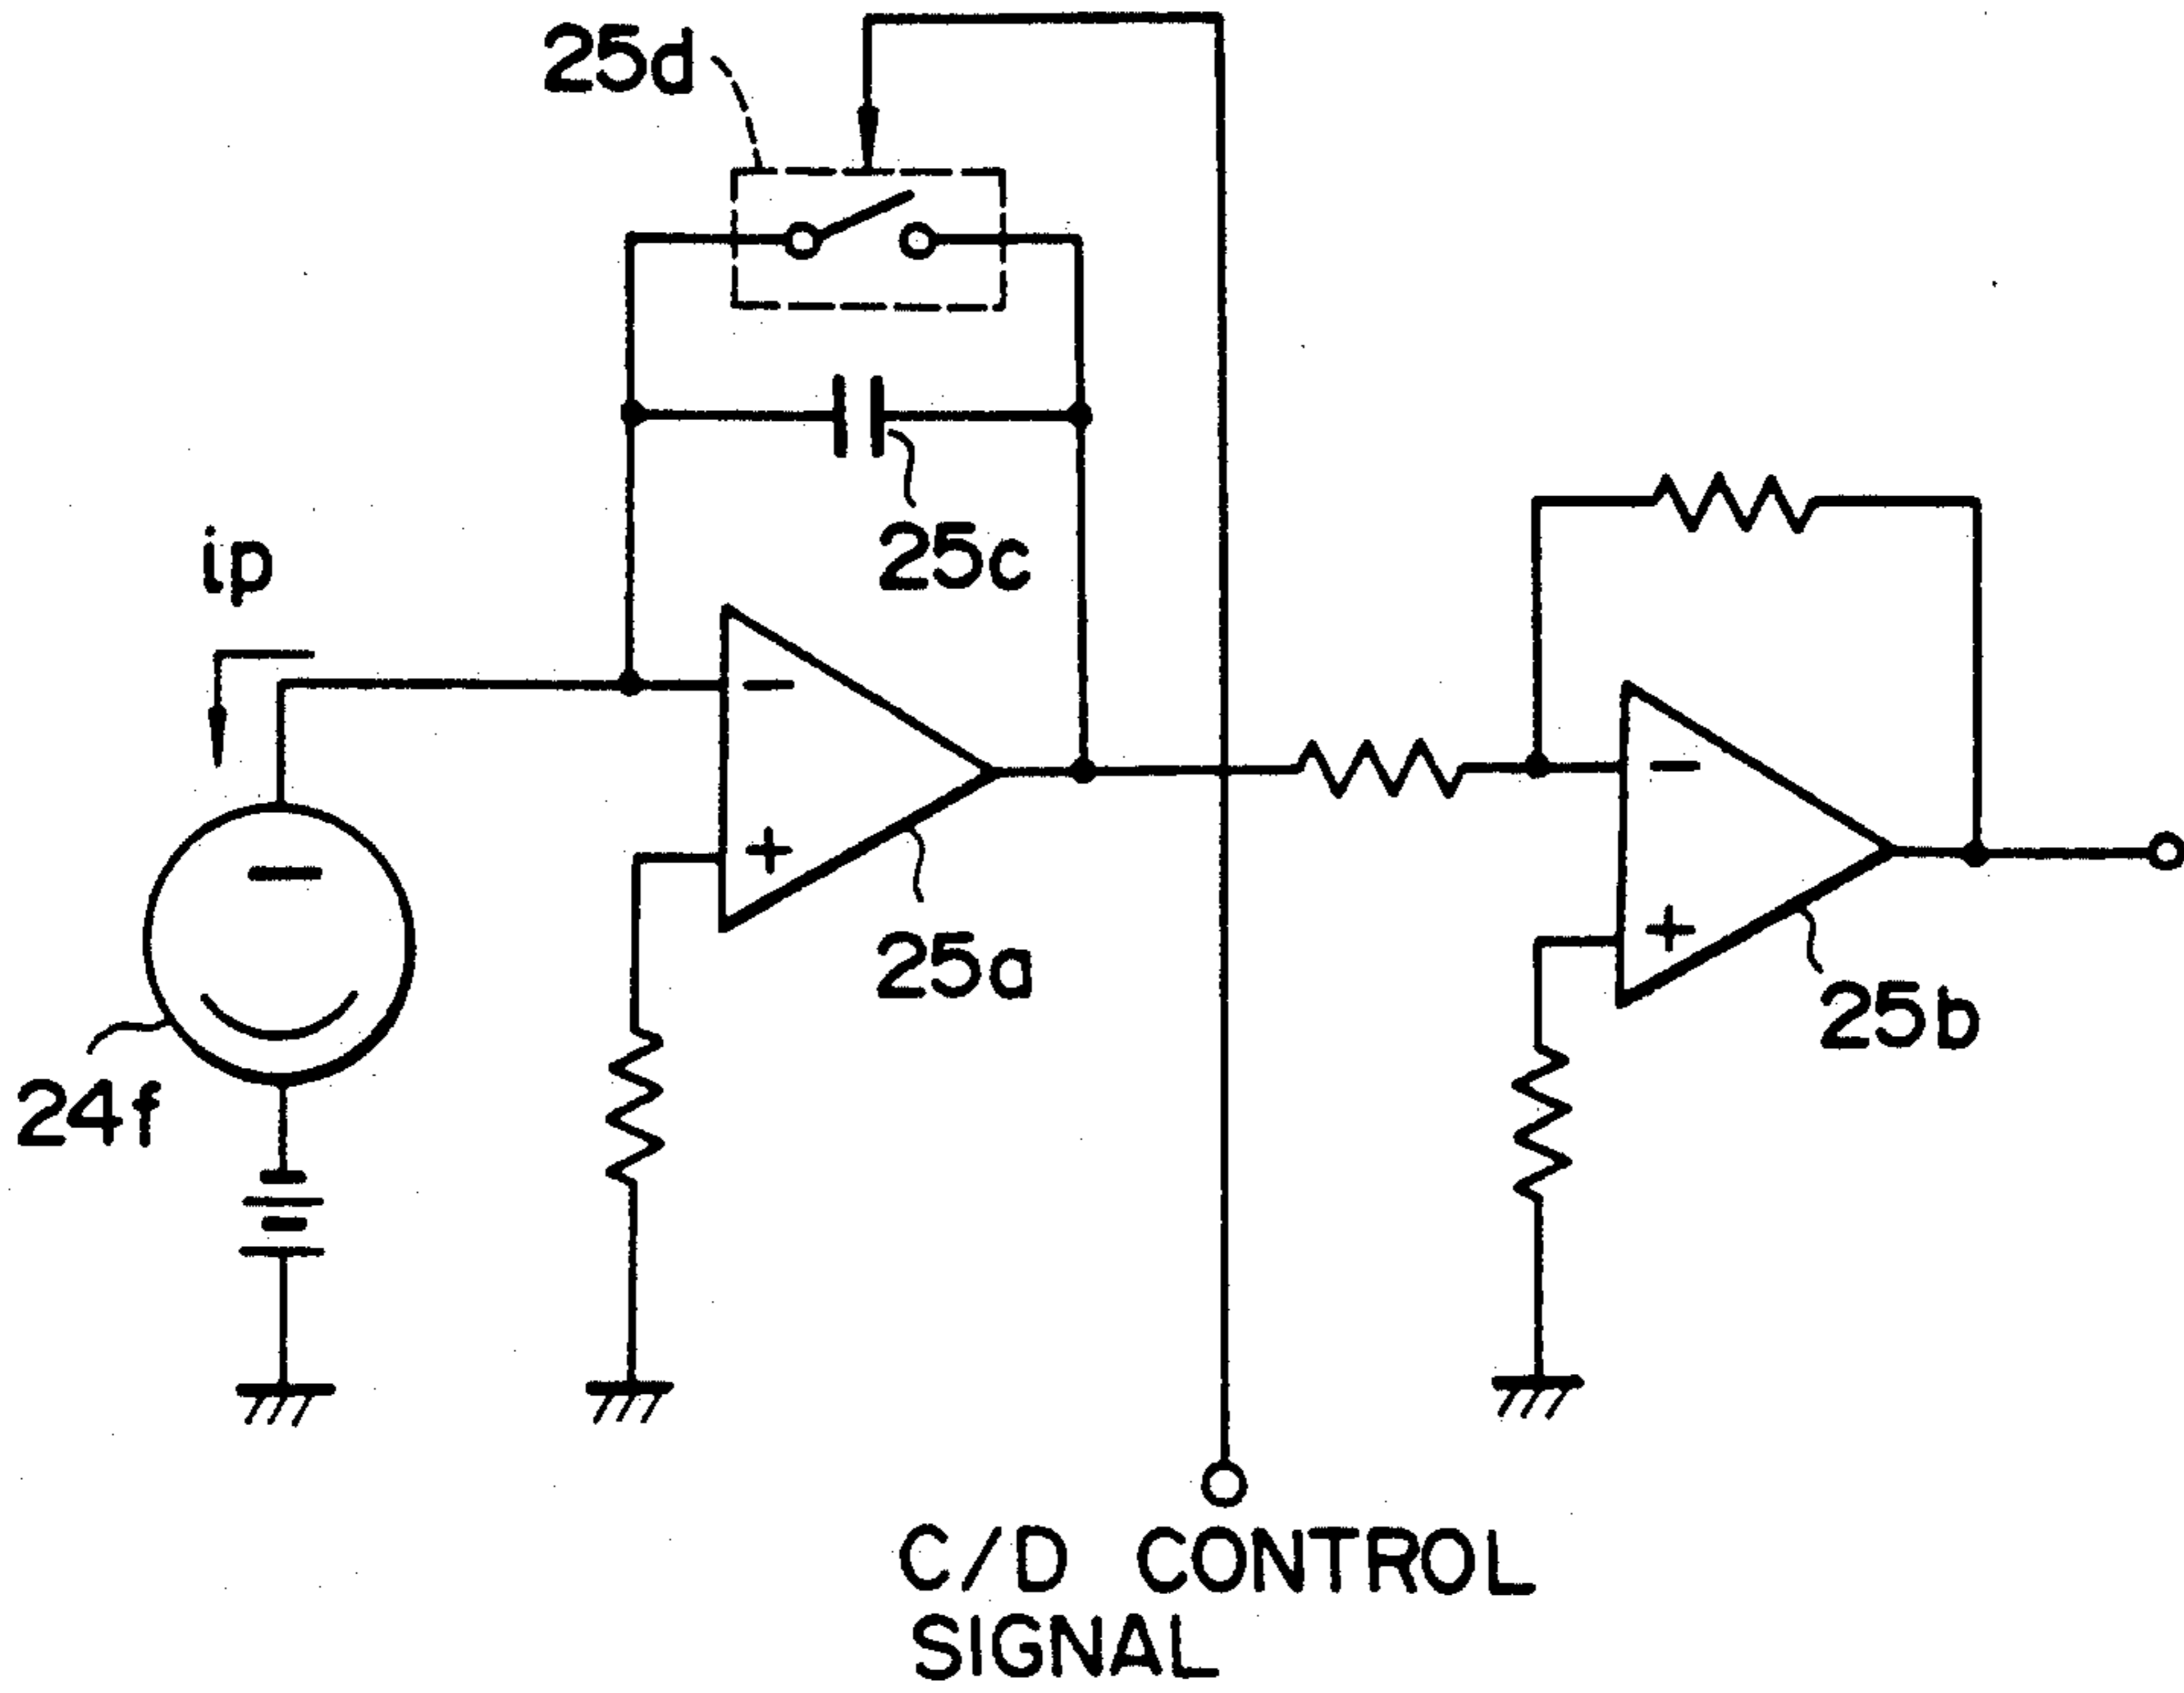 25d
25c
ip
−
+
25a
−
+
25b
24f
C/D CONTROL
SIGNAL